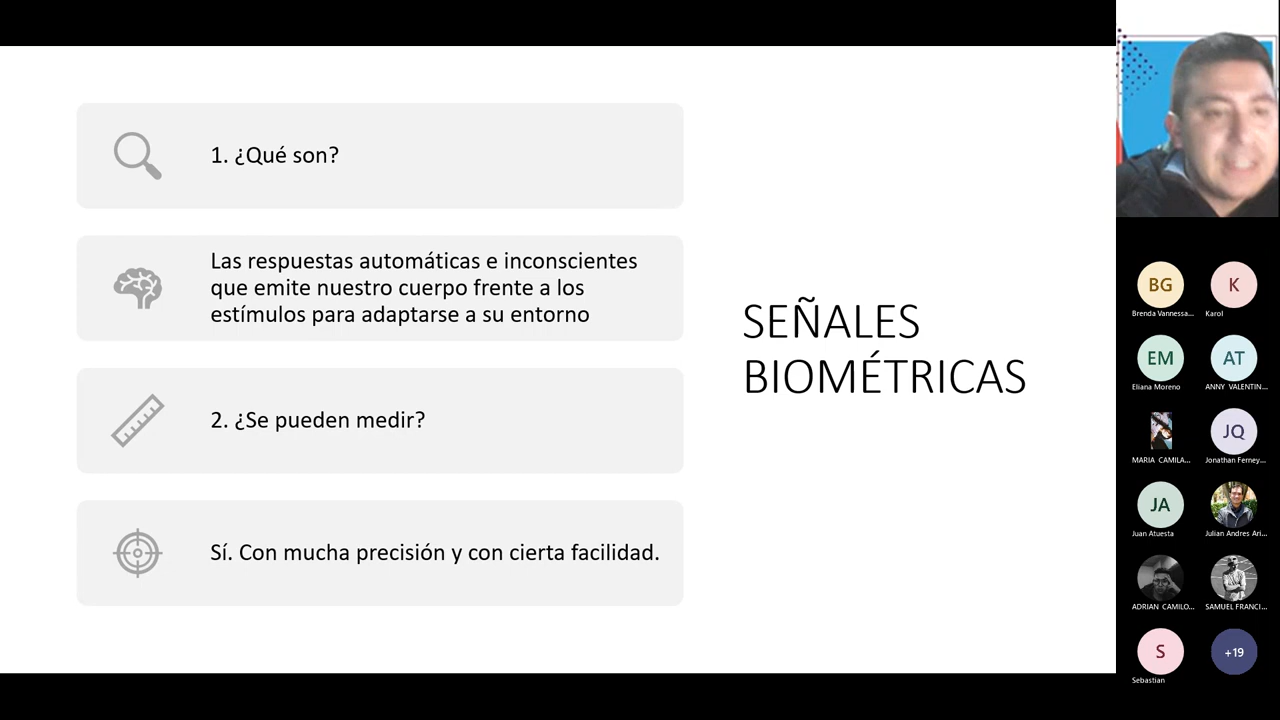 1. ¿Qué son?
Las respuestas automáticas e inconscientes
que emite nuestro cuerpo frente a los
estímulos para adaptarse a su entorno
2. ¿Se pueden medir?
Sí. Con mucha precisión y con cierta facilidad.
SEÑALES
BIOMÉTRICAS
BG
Brenda Vannessa...
K
Karol
EM
Eliana Moreno
AT
ANNY VALENTIN...
MARIA CAMILA...
JQ
Jonathan Ferney...
JA
Juan Atuesta
Julian Andres Ari...
ADRIAN CAMILO...
SAMUEL FRANCI...
S
Sebastian
+19